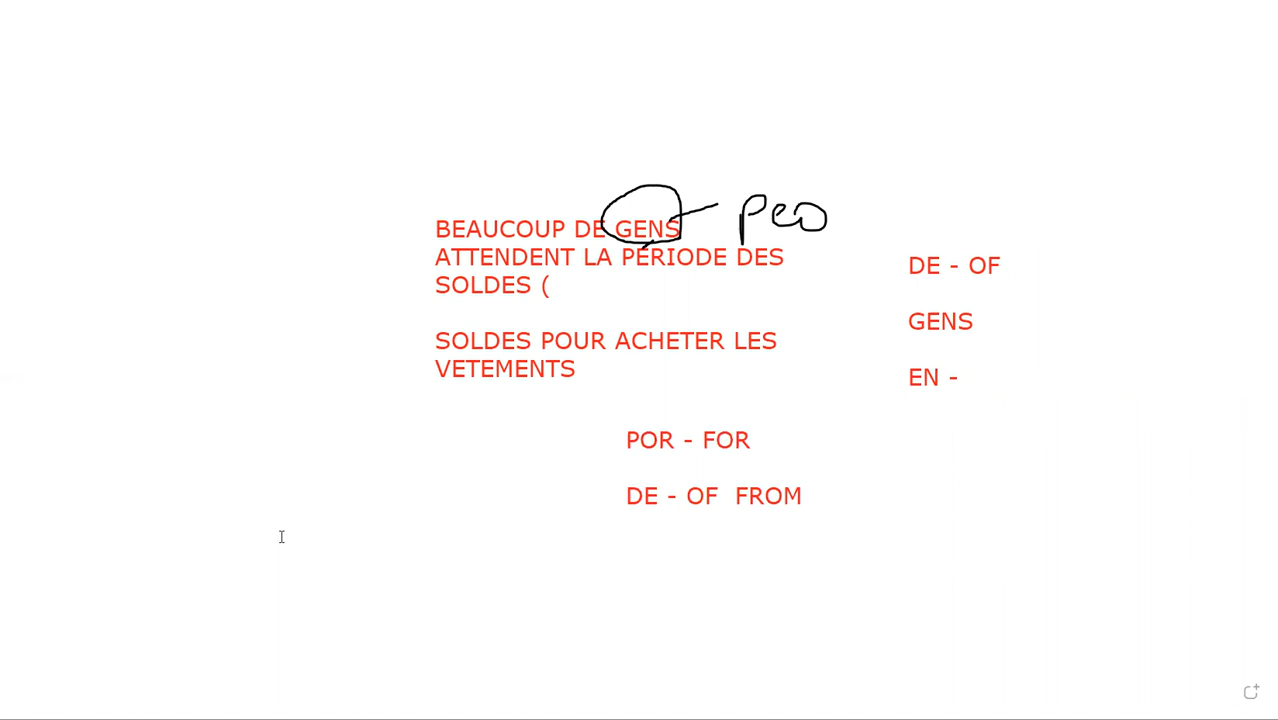 BEAUCOUP DE GENS
ATTENDENT LA PERIODE DES
SOLDES (
SOLDES POUR ACHETER LES
VETEMENTS
peo
DE - OF
GENS
EN -
POR - FOR
DE - OF FROM